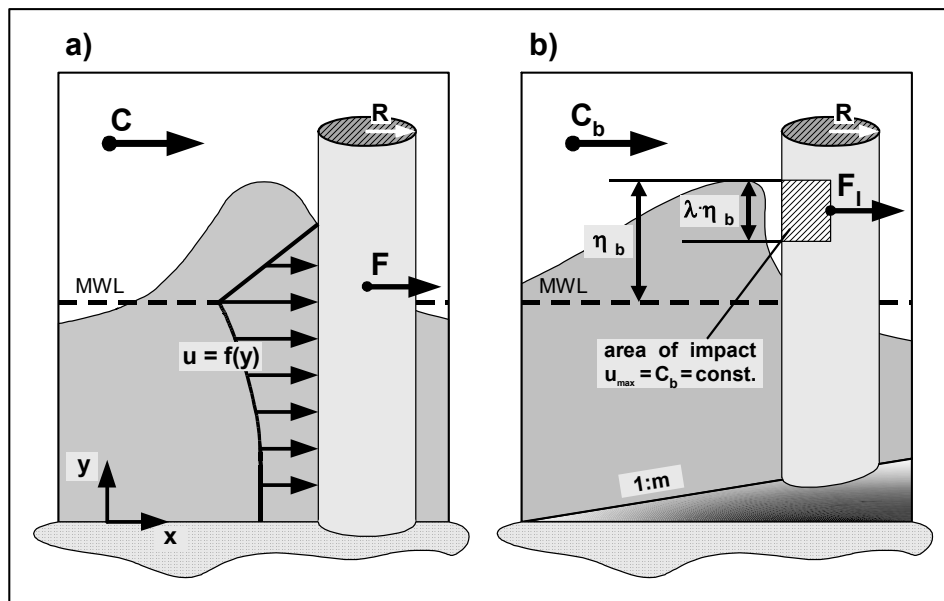 a)
C
R
F
MWL
u = f(y)
y
x
b)
C_b
R
F_I
λ·η_b
η_b
MWL
area of impact
u_max = C_b = const.
1:m